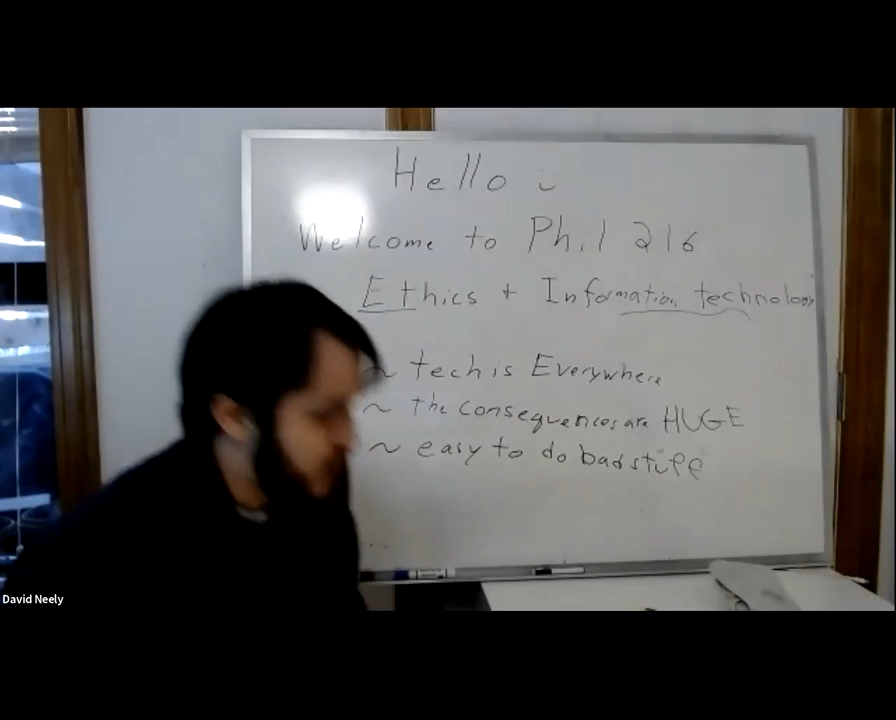 Hello
Welcome to Phil 216
Ethics + Information technology
~ tech is Everywhere
~ the consequences are HUGE
~ easy to do bad stuff
David Neely